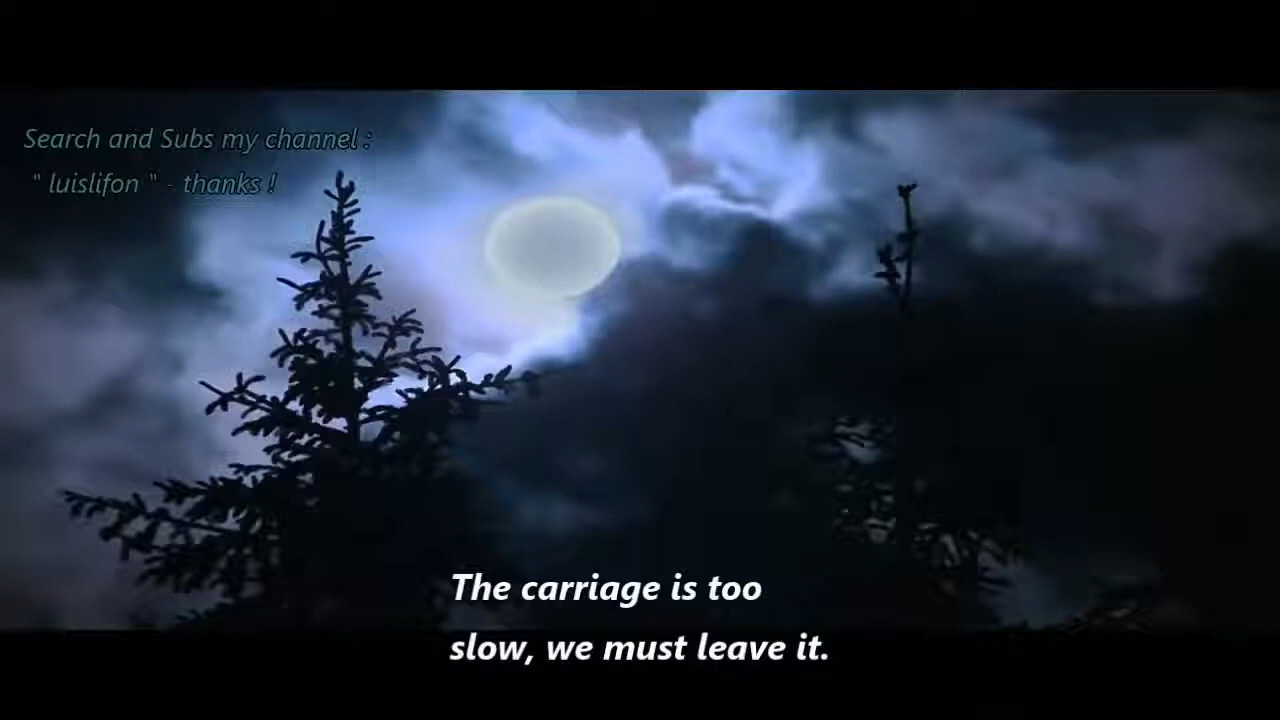 Search and Subs my channel :
" luislifon " - thanks !
The carriage is too
slow, we must leave it.